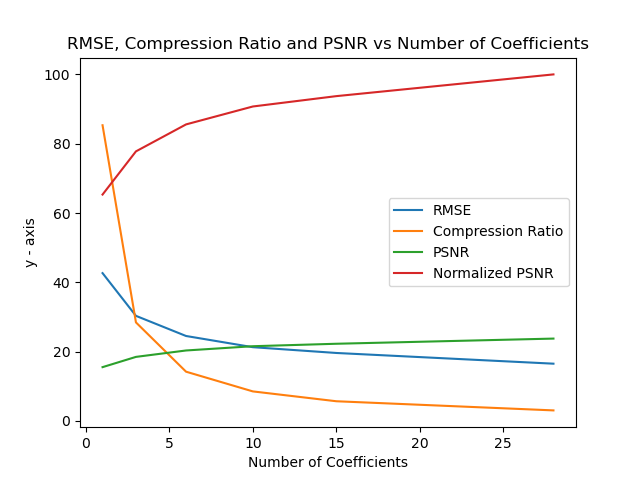 RMSE, Compression Ratio and PSNR vs Number of Coefficients
100
80
60
40
20
0
y - axis
RMSE
Compression Ratio
PSNR
Normalized PSNR
0 5 10 15 20 25
Number of Coefficients